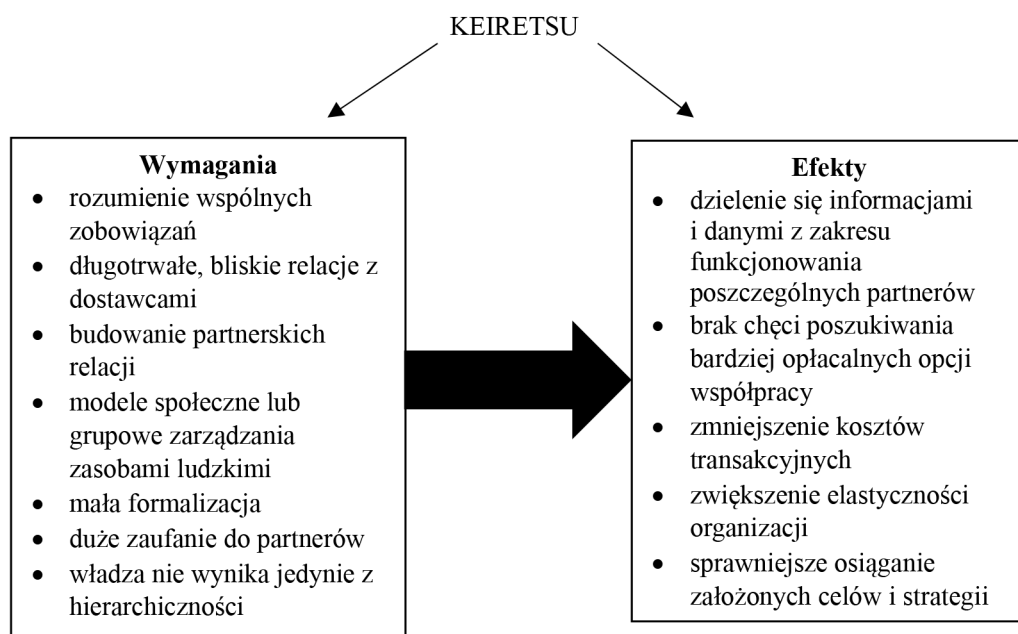 KEIRETSU
Wymagania
• rozumienie wspólnych
zobowiązań
• długotrwałe, bliskie relacje z
dostawcami
• budowanie partnerskich
relacji
• modele społeczne lub
grupowe zarządzania
zasobami ludzkimi
• mała formalizacja
• duże zaufanie do partnerów
• władza nie wynika jedynie z
hierarchiczności
Efekty
• dzielenie się informacjami
i danymi z zakresu
funkcjonowania
poszczególnych partnerów
• brak chęci poszukiwania
bardziej opłacalnych opcji
współpracy
• zmniejszenie kosztów
transakcyjnych
• zwiększenie elastyczności
organizacji
• sprawniejsze osiąganie
założonych celów i strategii